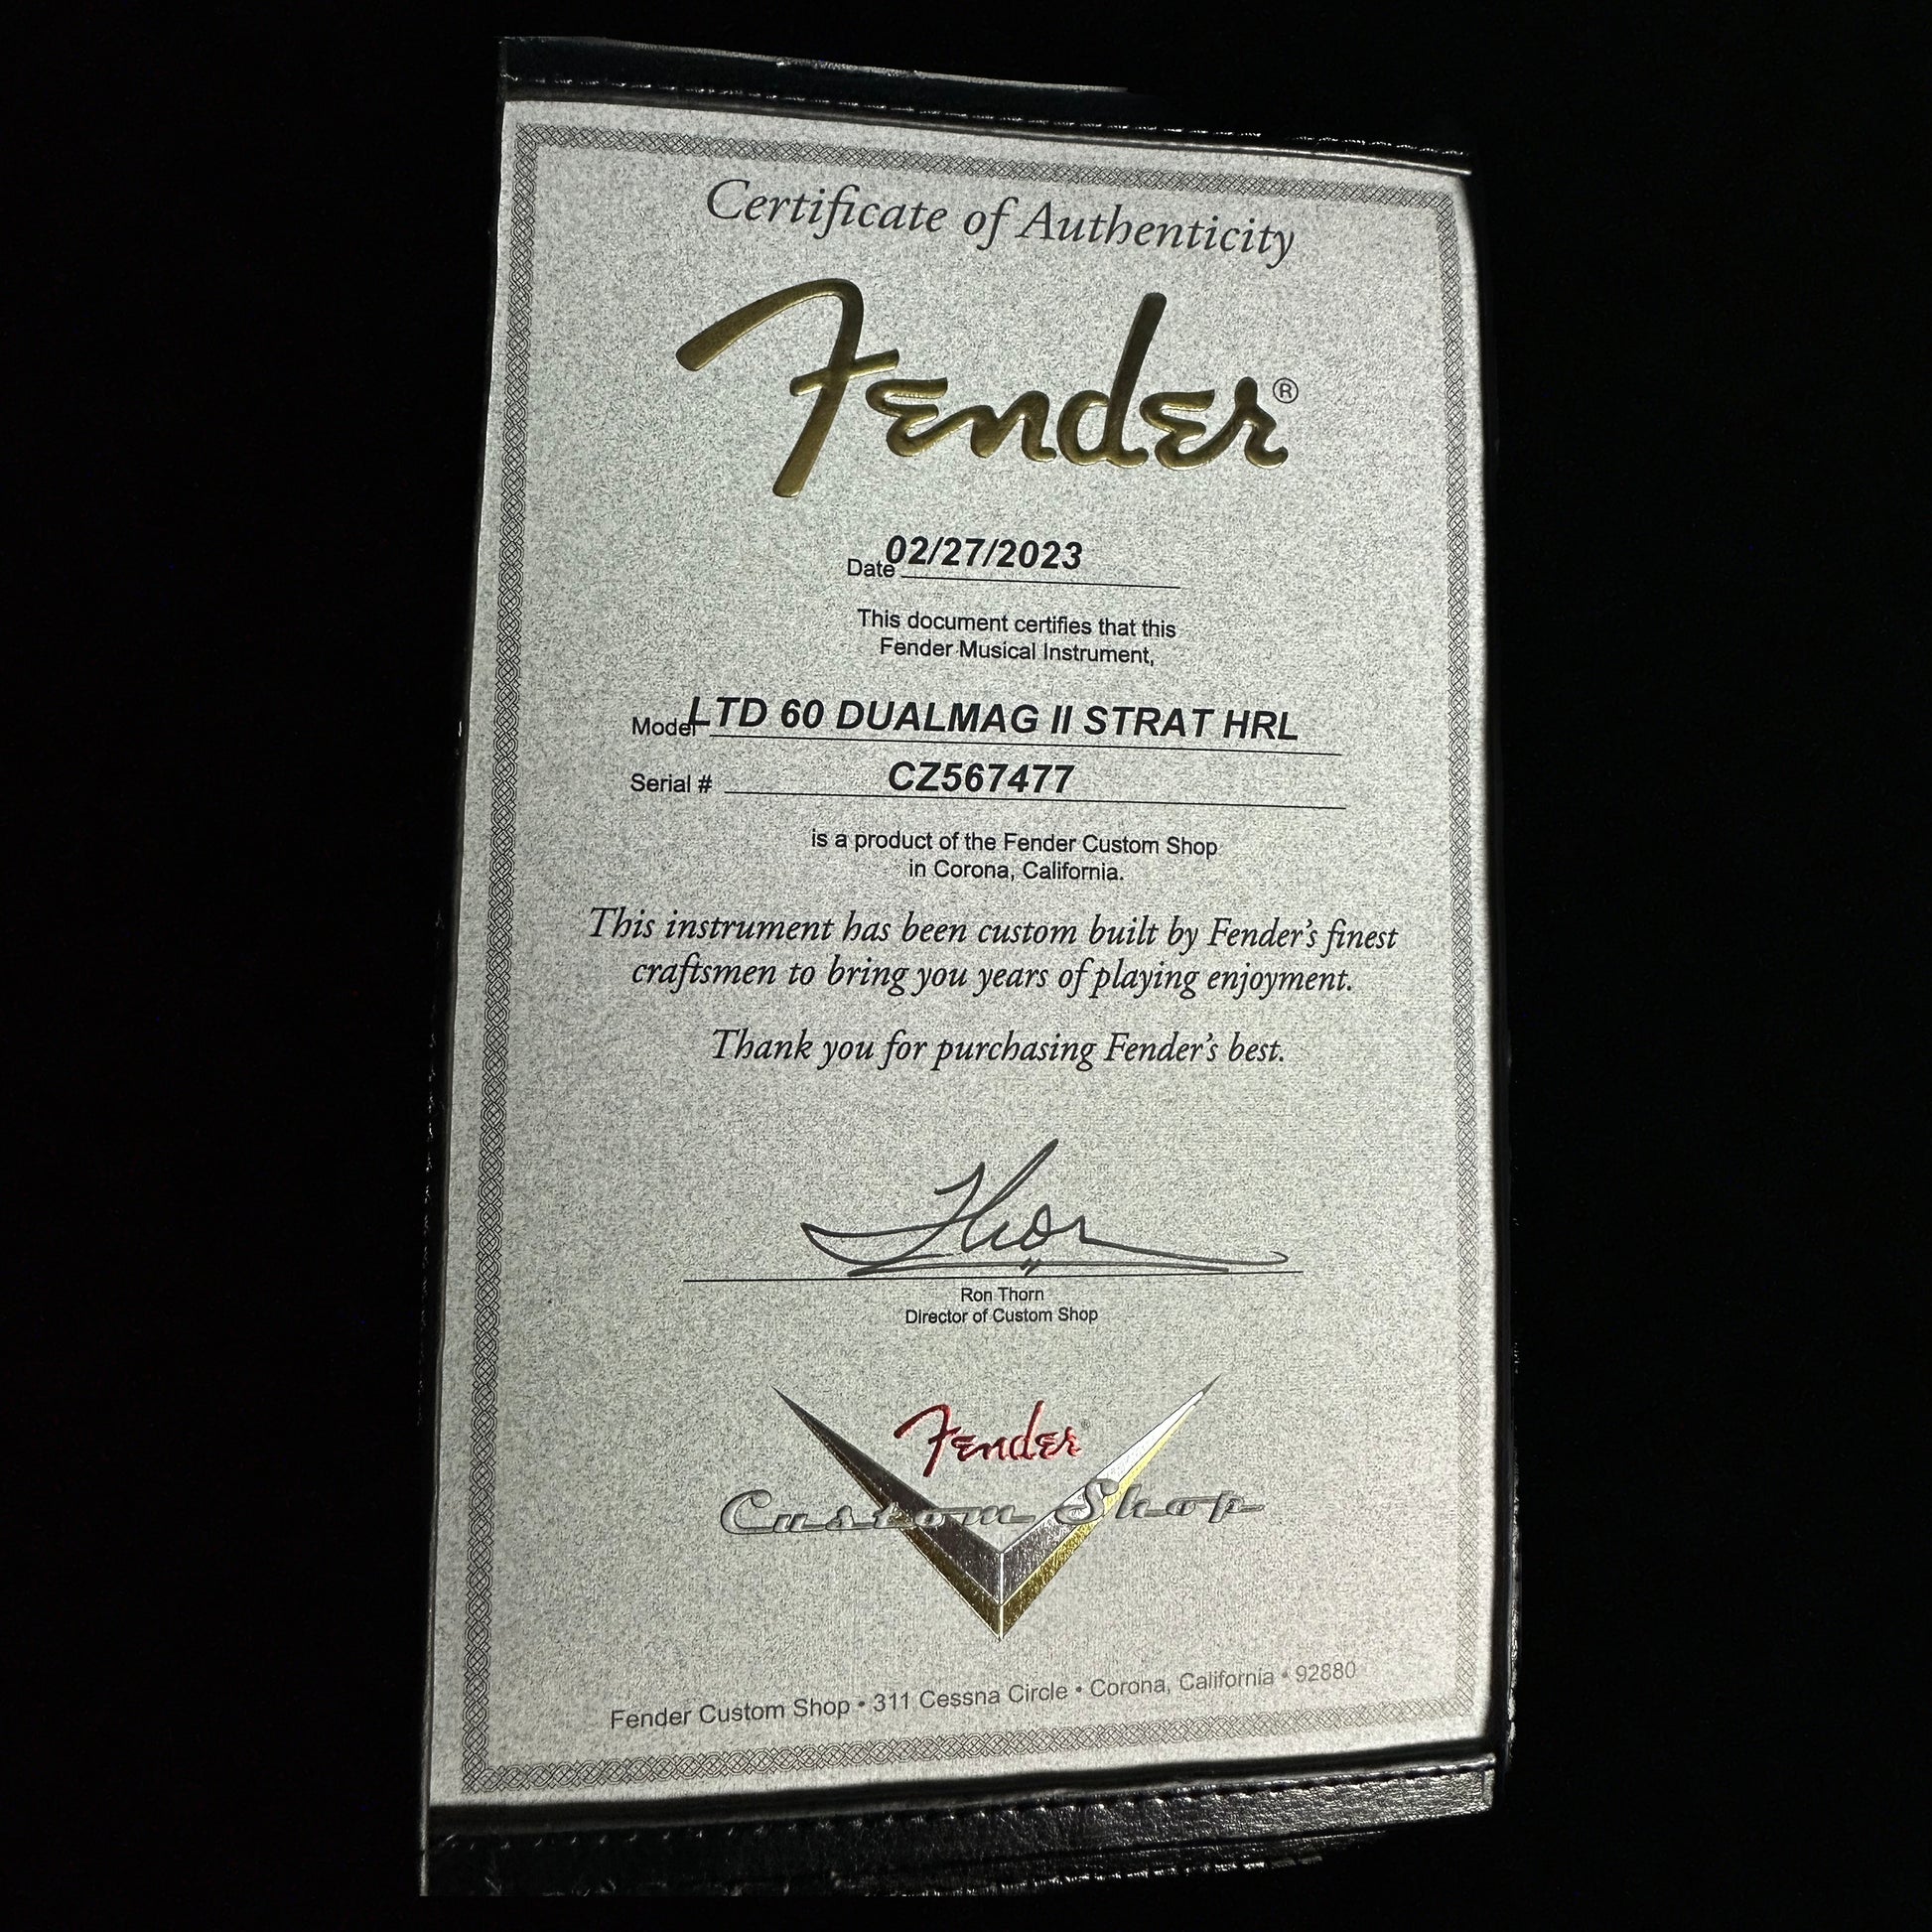 Certificate of Authenticity
Fender®
Date 02/27/2023
This document certifies that this
Fender Musical Instrument,
Model LTD 60 DUALMAG II STRAT HRL
Serial # CZ567477
is a product of the Fender Custom Shop
in Corona, California.
This instrument has been custom built by Fender's finest
craftsmen to bring you years of playing enjoyment.
Thank you for purchasing Fender's best.
Thorn
Ron Thorn
Director of Custom Shop
Fender®
Custom Shop
Fender Custom Shop • 311 Cessna Circle • Corona, California • 92880